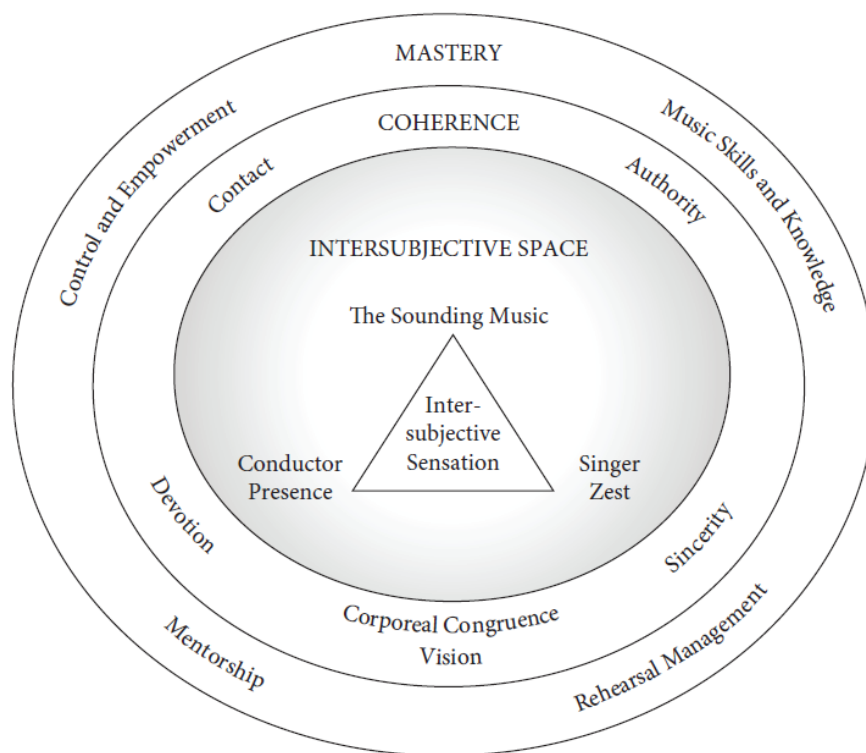 MASTERY
Control and Empowerment
Music Skills and Knowledge
COHERENCE
Contact
Authority
INTERSUBJECTIVE SPACE
The Sounding Music
Inter-
subjective
Sensation
Conductor
Presence
Singer
Zest
Devotion
Sincerity
Corporeal Congruence
Vision
Mentorship
Rehearsal Management